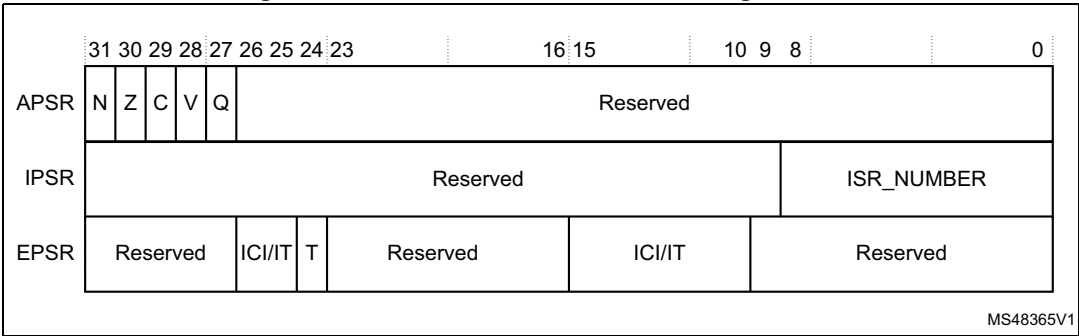 31 30 29 28 27 26 25 24 23 16 15 10 9 8 0
APSR N Z C V Q Reserved
IPSR Reserved ISR_NUMBER
EPSR Reserved ICI/IT T Reserved ICI/IT Reserved
MS48365V1